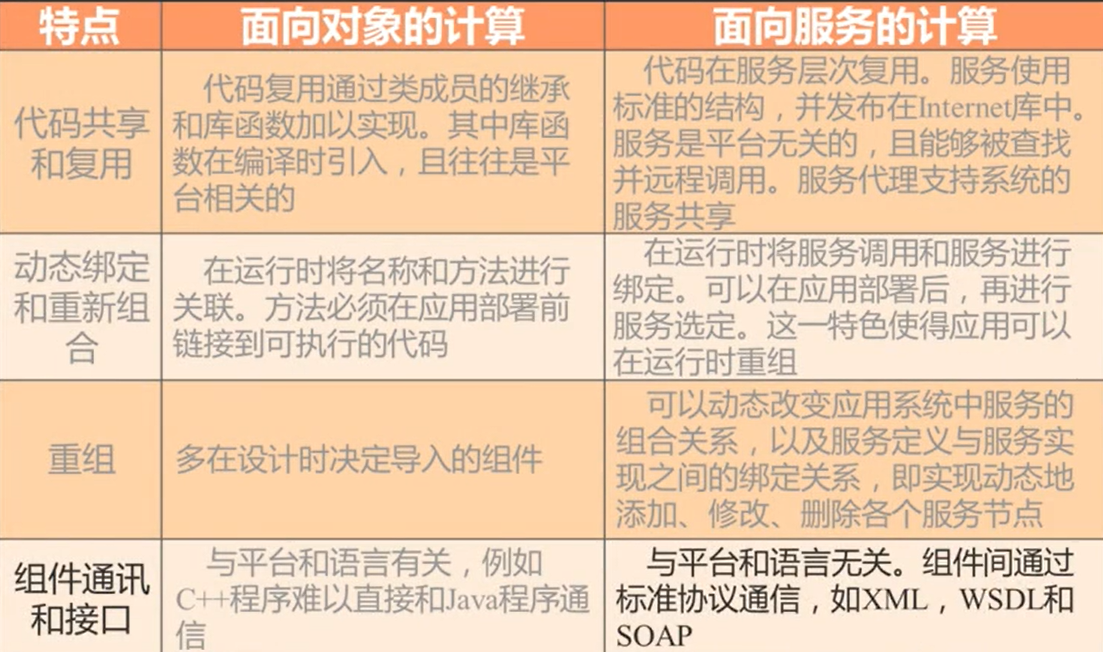 特点
面向对象的计算
面向服务的计算
代码共享
和复用
代码复用通过类成员的继承
和库函数加以实现。其中库函
数在编译时引入，且往往是平
台相关的
代码在服务层次复用。服务使用
标准的结构，并发布在Internet库中。
服务是平台无关的，且能够被查找
并远程调用。服务代理支持系统的
服务共享
动态绑定
和重新组
合
在运行时将名称和方法进行
关联。方法必须在应用部署前
链接到可执行的代码
在运行时将服务调用和服务进行
绑定。可以在应用部署后，再进行
服务选定。这一特色使得应用可以
在运行时重组
重组
多在设计时决定导入的组件
可以动态改变应用系统中服务的
组合关系，以及服务定义与服务实
现之间的绑定关系，即实现动态地
添加、修改、删除各个服务节点
组件通讯
和接口
与平台和语言有关，例如
C++程序难以直接和Java程序通
信
与平台和语言无关。组件间通过
标准协议通信，如XML，WSDL和
SOAP